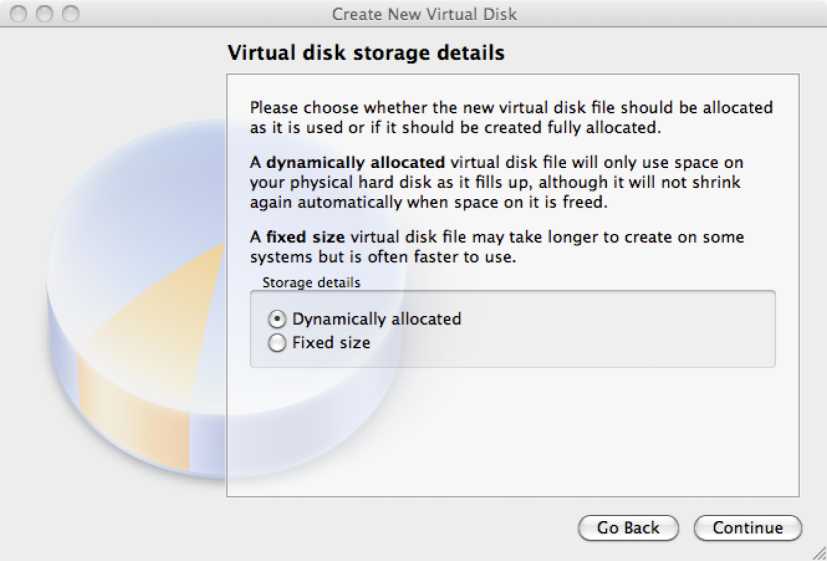 Create New Virtual Disk
Virtual disk storage details
Please choose whether the new virtual disk file should be allocated
as it is used or if it should be created fully allocated.
A dynamically allocated virtual disk file will only use space on
your physical hard disk as it fills up, although it will not shrink
again automatically when space on it is freed.
A fixed size virtual disk file may take longer to create on some
systems but is often faster to use.
Storage details
Dynamically allocated
Fixed size
Go Back Continue